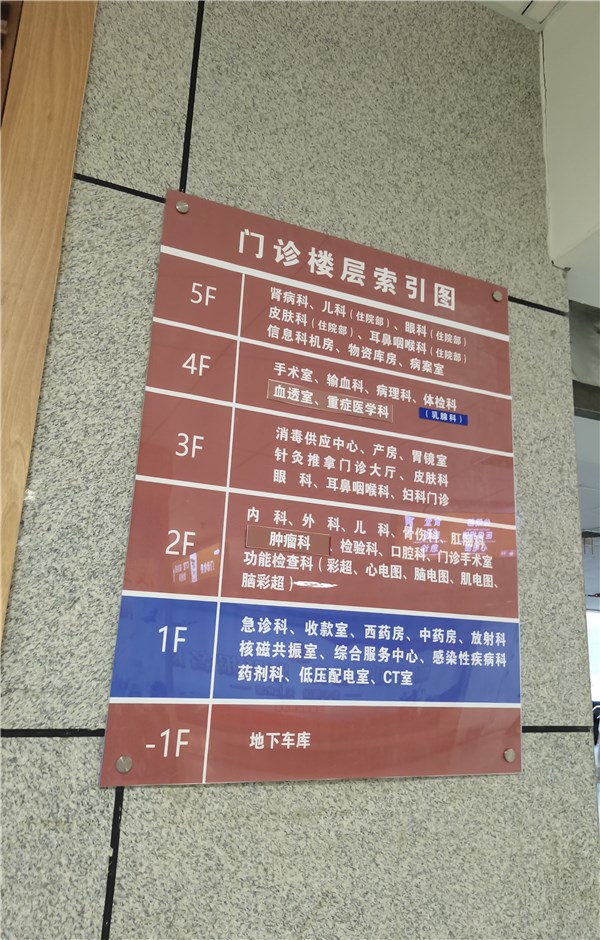 门诊楼层索引图
5F
肾病科、儿科（住院部）、眼科（住院部）
皮肤科（住院部）、耳鼻咽喉科（住院部）
信息科机房、物资库房、病案室
4F
手术室、输血科、病理科、体检科
血透室、重症医学科
（乳腺科）
3F
消毒供应中心、产房、胃镜室
针灸推拿门诊大厅、皮肤科
眼 科、耳鼻咽喉科、妇科门诊
2F
内 科、外 科、儿 科、骨伤科、肛肠科
肿瘤科 检验科、口腔科、门诊手术室
功能检查科（彩超、心电图、脑电图、肌电图、
脑彩超）
1F
急诊科、收款室、西药房、中药房、放射科
核磁共振室、综合服务中心、感染性疾病科
药剂科、低压配电室、CT室
-1F
地下车库